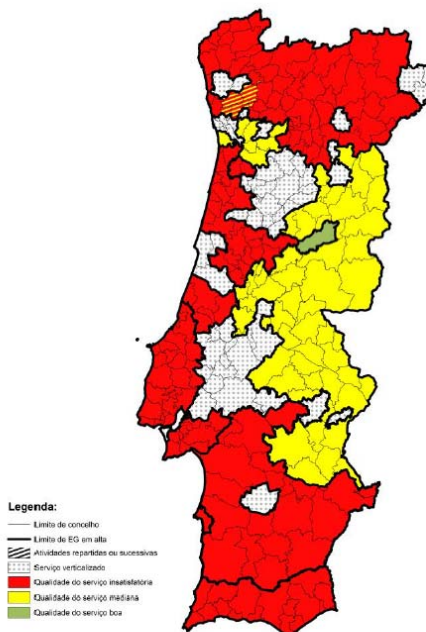 Legenda:
Limite de concelho
Limite de EG em alta
Atividades repartidas ou sucessivas
Serviço verticalizado
Qualidade do serviço insatisfatória
Qualidade do serviço mediana
Qualidade do serviço boa